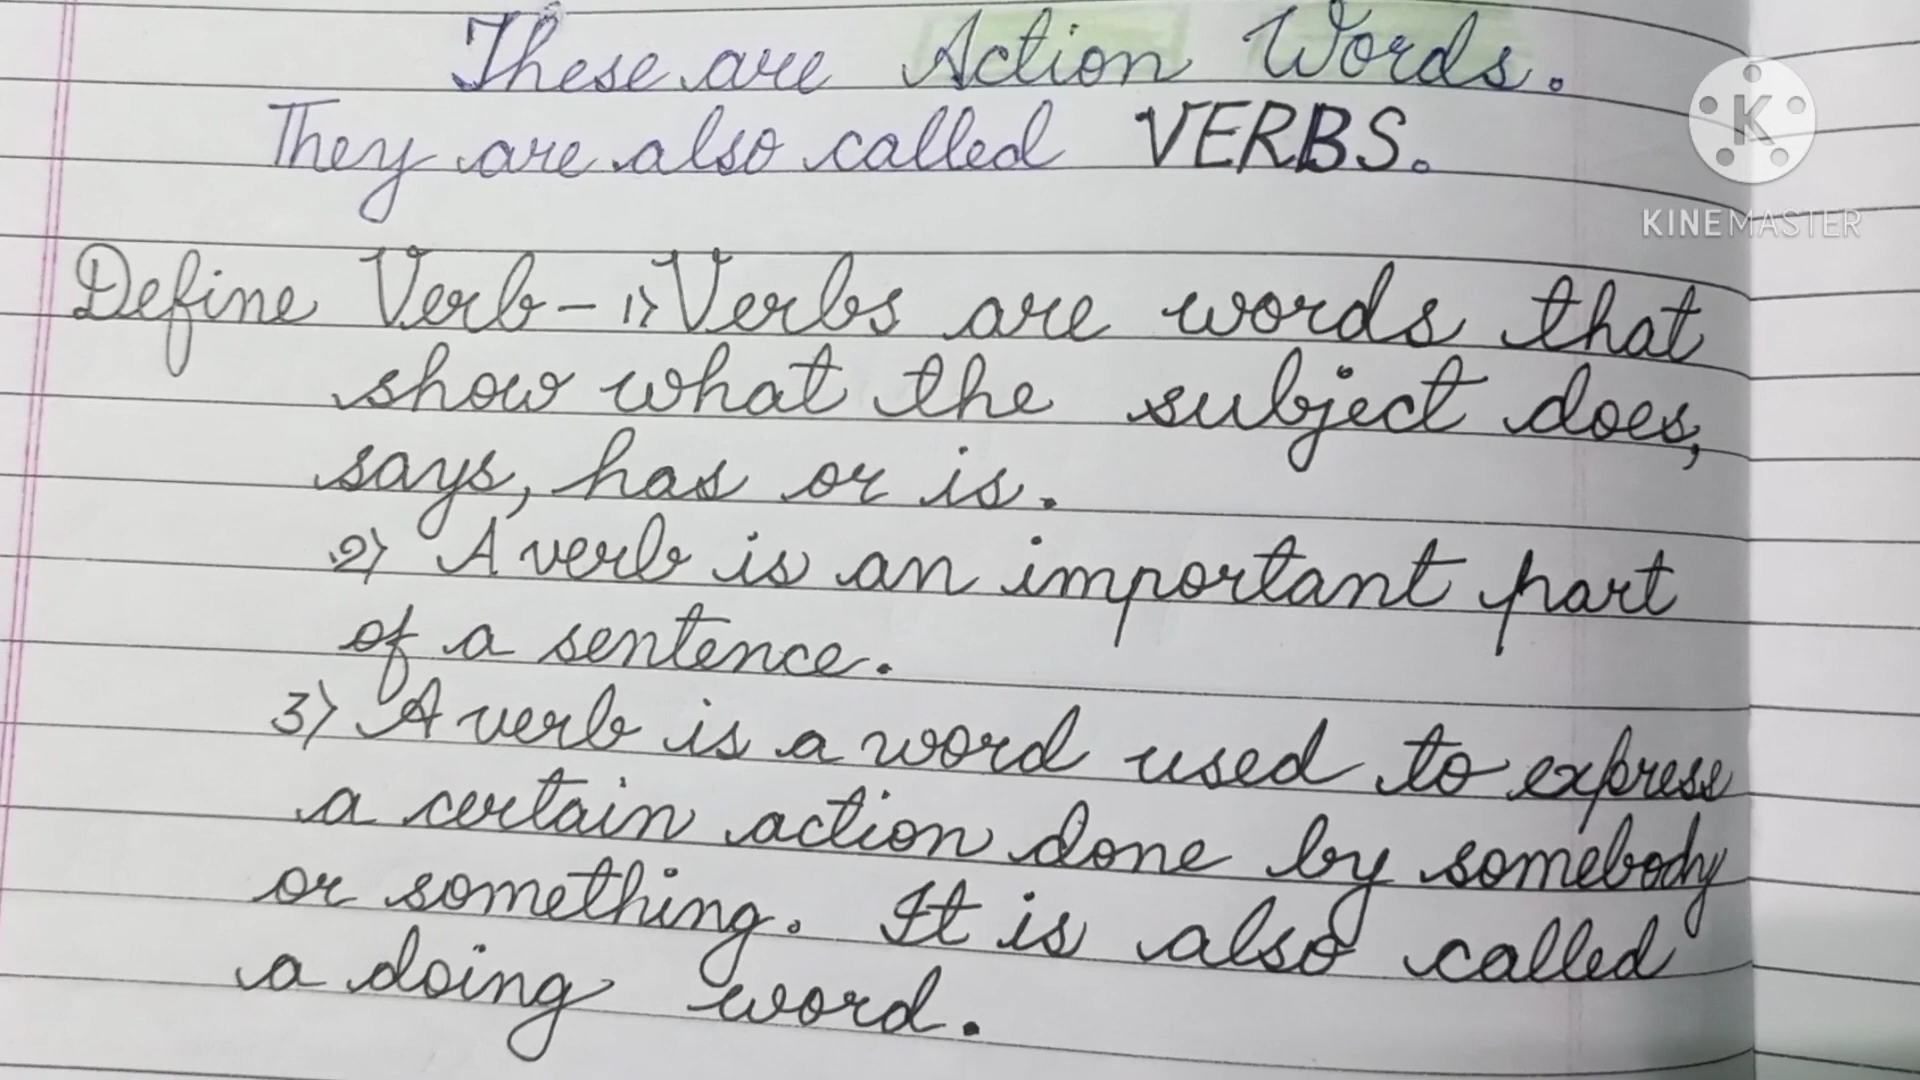 These are Action Words.
They are also called VERBS.
K
KINEMASTER
Define Verb - 1) Verbs are words that
show what the subject does,
says, has or is.
2) A verb is an important part
of a sentence.
3) A verb is a word used to express
a certain action done by somebody
or something. It is also called
a doing word.